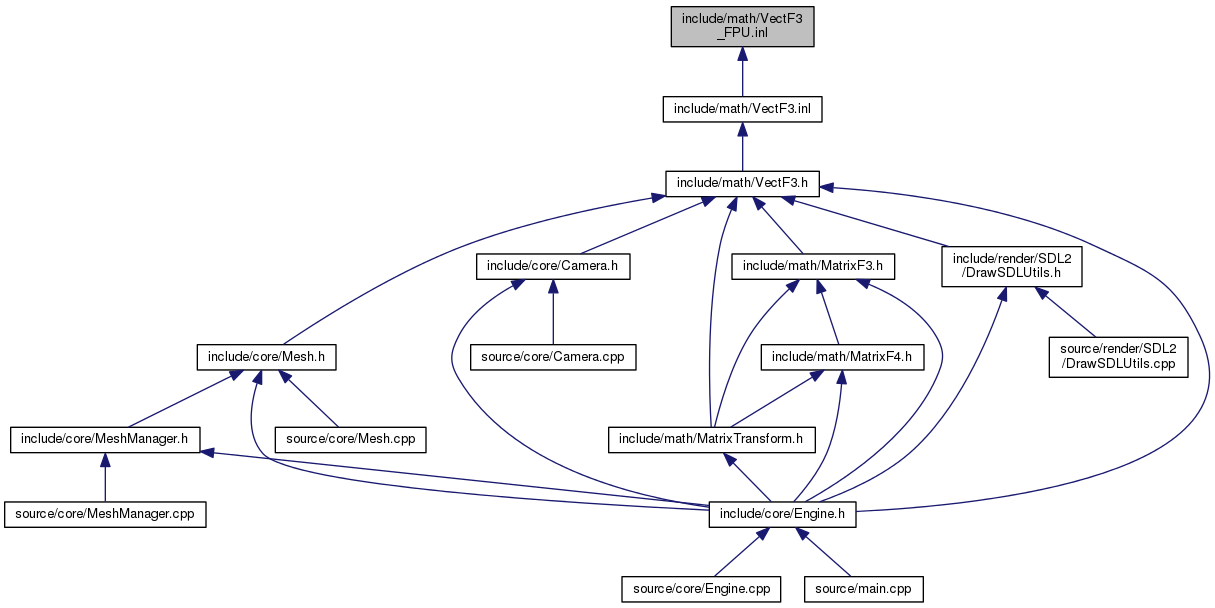 include/math/VectF3
_FPU.inl
include/math/VectF3.inl
include/math/VectF3.h
include/core/Camera.h
include/math/MatrixF3.h
include/render/SDL2
/DrawSDLUtils.h
include/core/Mesh.h
source/core/Camera.cpp
include/math/MatrixF4.h
source/render/SDL2
/DrawSDLUtils.cpp
include/core/MeshManager.h
source/core/Mesh.cpp
include/math/MatrixTransform.h
source/core/MeshManager.cpp
include/core/Engine.h
source/core/Engine.cpp
source/main.cpp